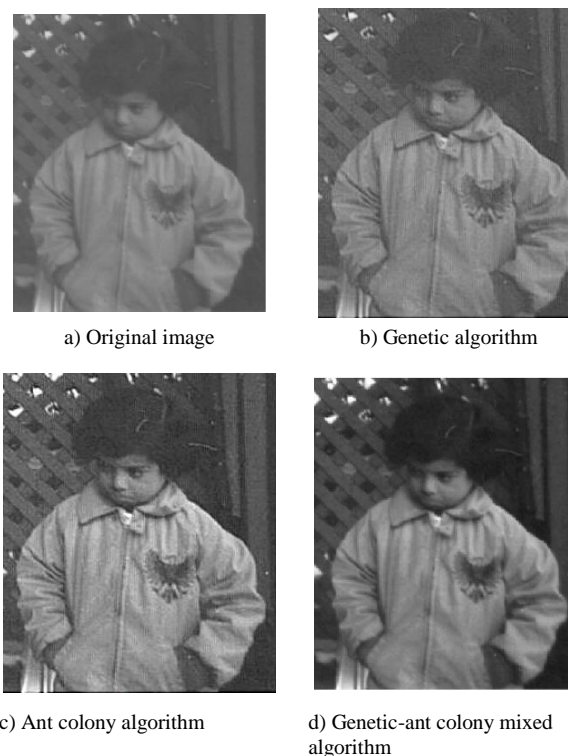 a) Original image
b) Genetic algorithm
c) Ant colony algorithm
d) Genetic-ant colony mixed
algorithm